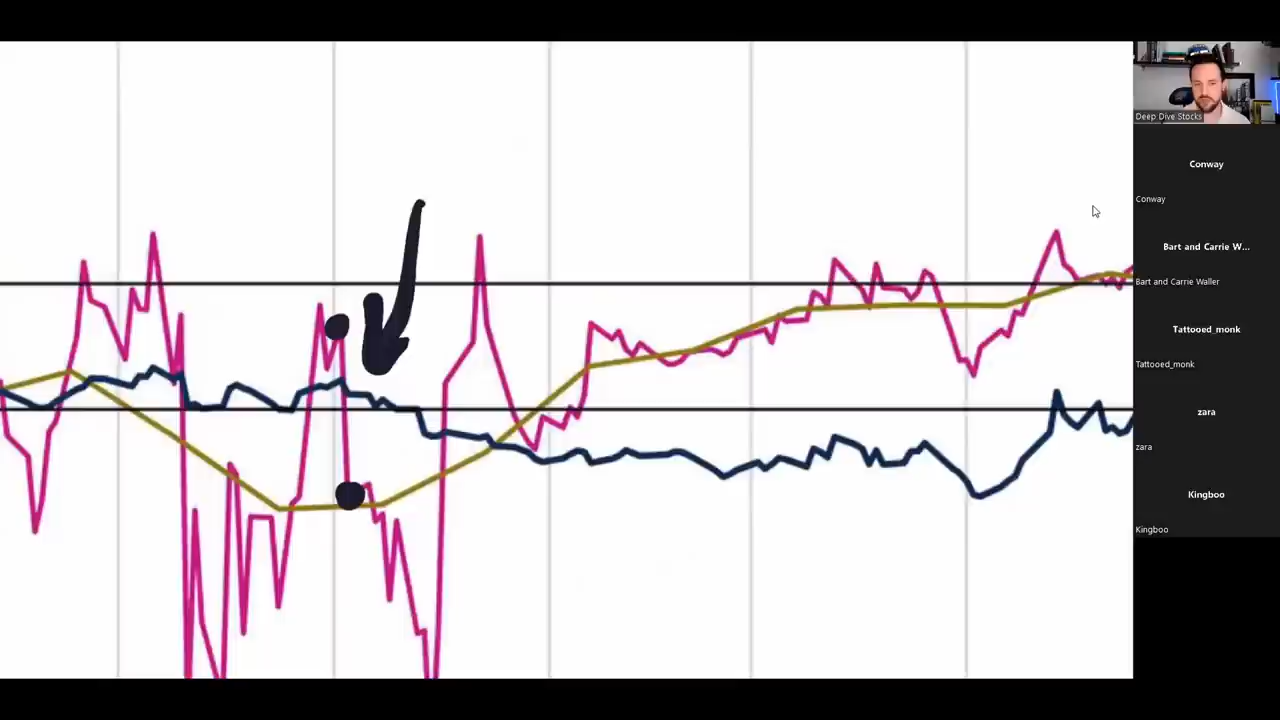 Deep Dive Stocks
Conway
Conway
Bart and Carrie W...
Bart and Carrie Waller
Tattooed_monk
Tattooed_monk
zara
zara
Kingboo
Kingboo